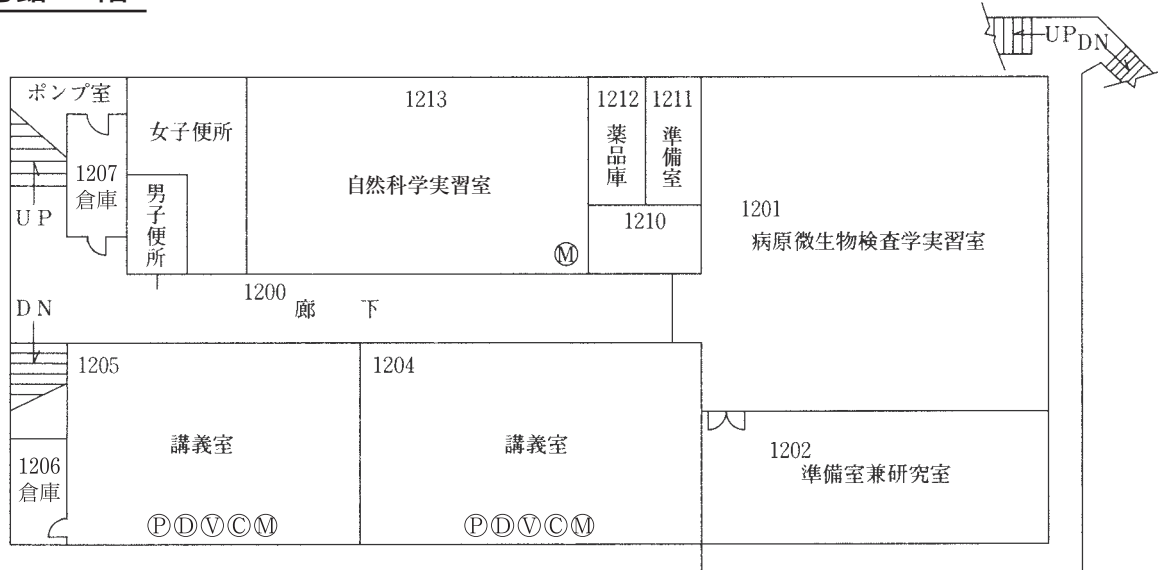 UP
DN
ポンプ室
女子便所
1213
自然科学実習室
Ⓜ
1212
薬品庫
1211
準備室
1210
1201
病原微生物検査学実習室
1207
倉庫
男子便所
UP
1200
廊 下
DN
1205
講義室
ⓅⒹⓋⒸⓂ
1204
講義室
ⓅⒹⓋⒸⓂ
1206
倉庫
1202
準備室兼研究室